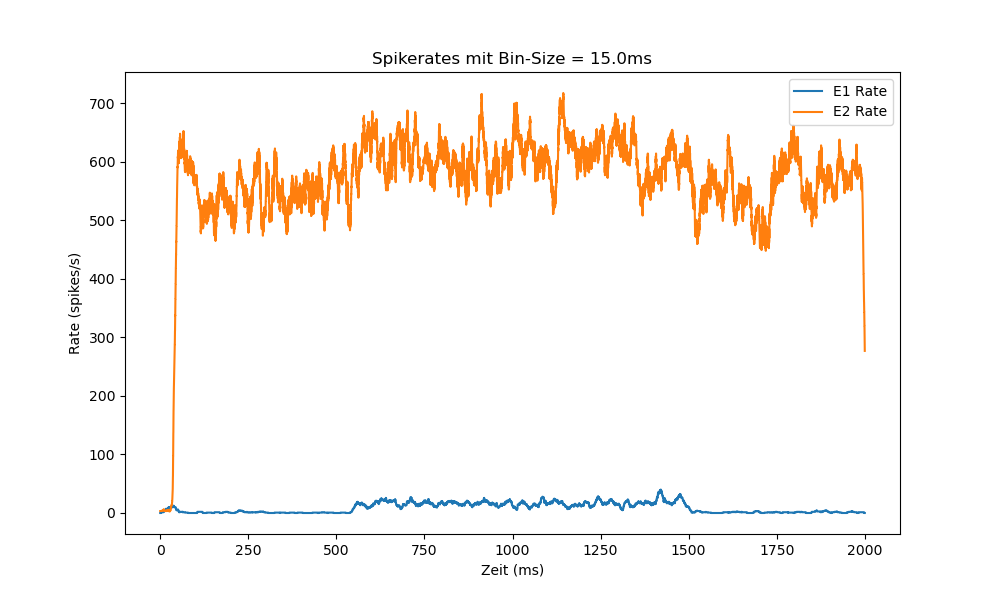 Spikerates mit Bin-Size = 15.0ms
E1 Rate
E2 Rate
700
600
500
400
300
200
100
0
Rate (spikes/s)
0 250 500 750 1000 1250 1500 1750 2000
Zeit (ms)